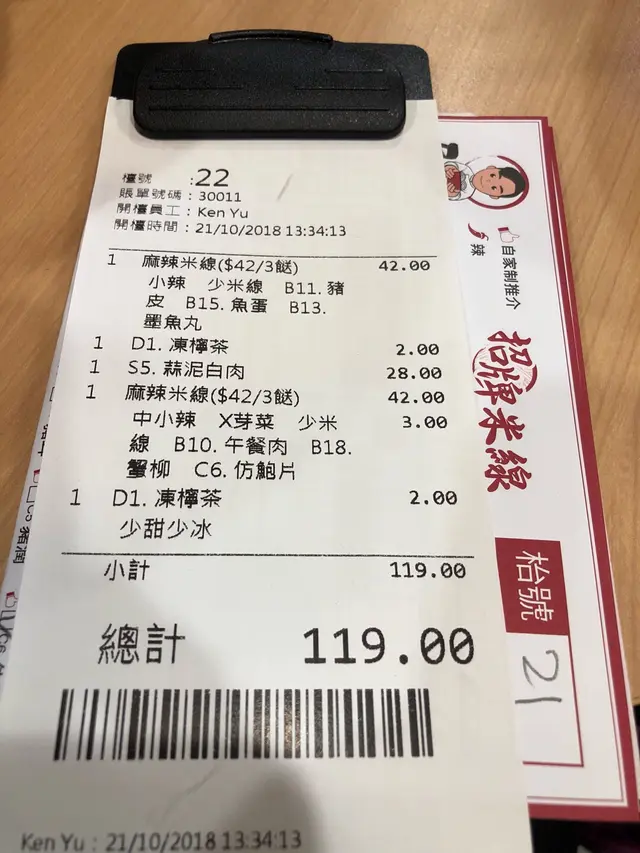 檯號 :22
賬單號碼 : 30011
開檯員工 : Ken Yu
開檯時間 : 21/10/2018 13:34:13
1 麻辣米線($42/3餸) 42.00
小辣 少米線 B11. 豬
皮 B15. 魚蛋 B13.
墨魚丸
1 D1. 凍檸茶 2.00
1 S5. 蒜泥白肉 28.00
1 麻辣米線($42/3餸) 42.00
中小辣 X芽菜 少米 3.00
線 B10. 午餐肉 B18.
蟹柳 C6. 仿鮑片
1 D1. 凍檸茶 2.00
少甜少冰
小計 119.00
總計 119.00
Ken Yu : 21/10/2018 13:34:13
自家制推介
辣
招牌米線
枱號
21